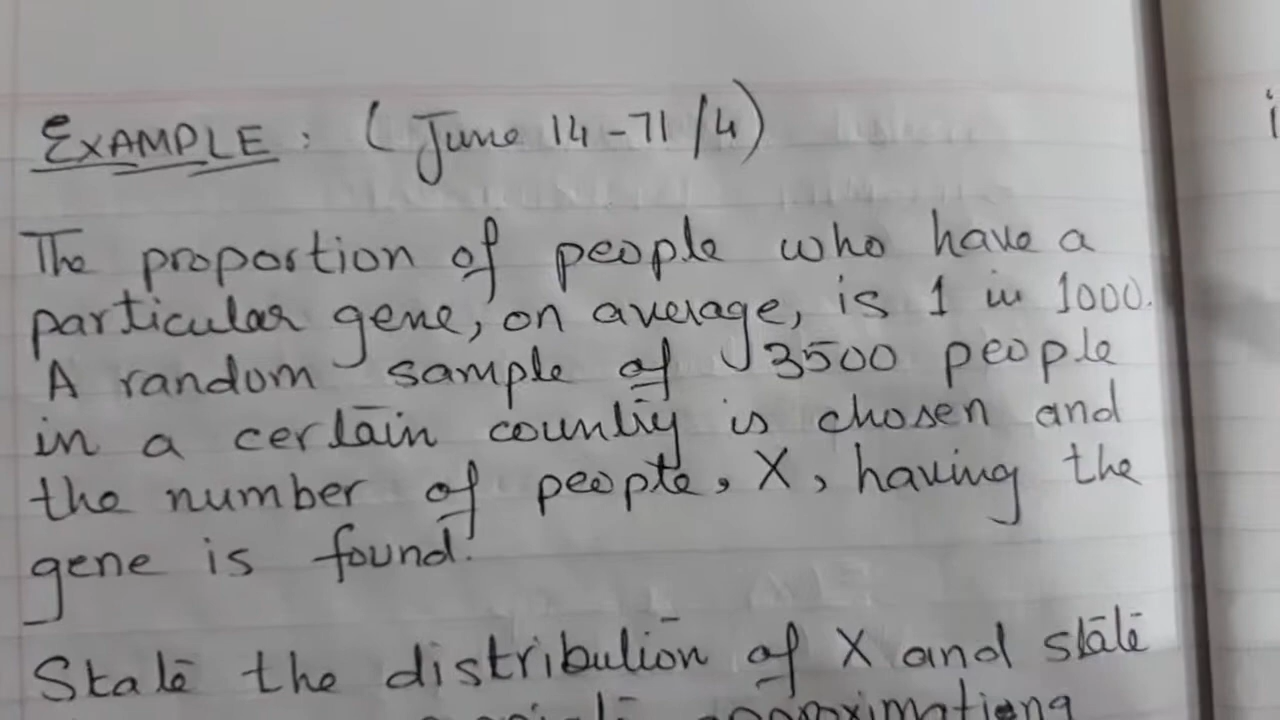 EXAMPLE : (June 14-71/4)
The proportion of people who have a
particular gene, on average, is 1 in 1000.
A random sample of 3500 people
in a certain country is chosen and
the number of people, X, having the
gene is found.
State the distribution of X and state
approximating